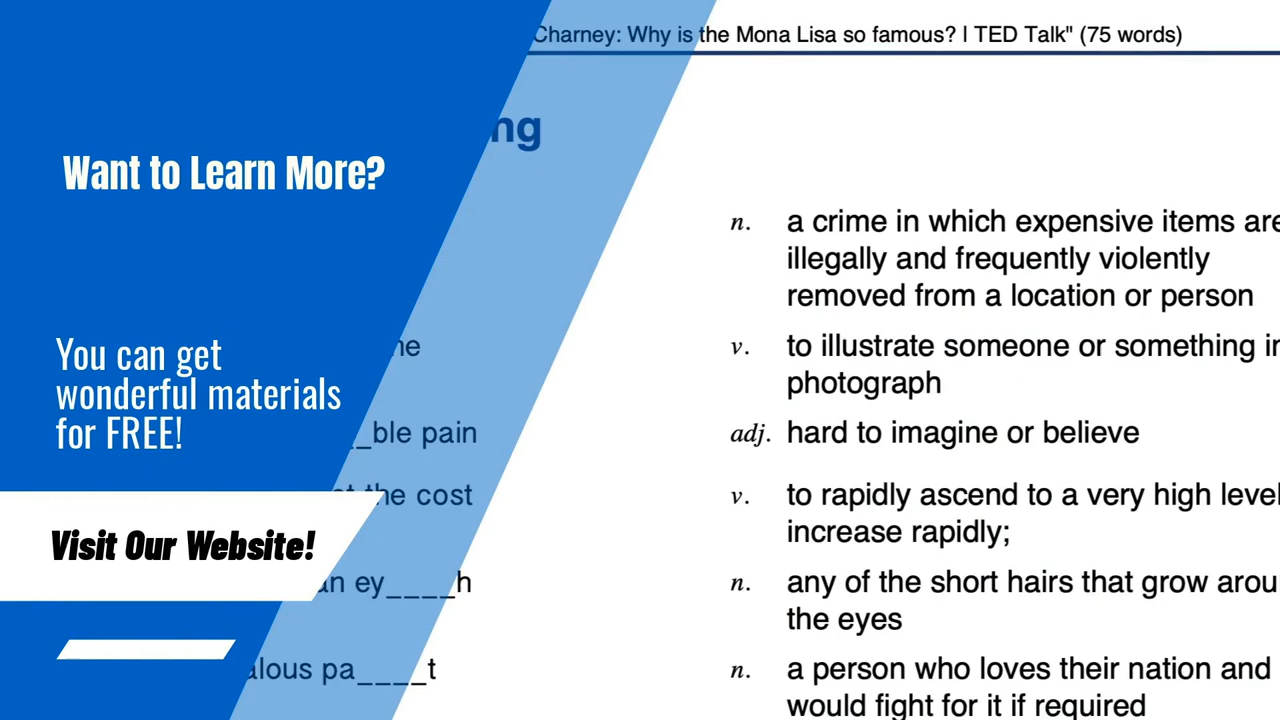 Charney: Why is the Mona Lisa so famous? | TED Talk" (75 words)
ng
Want to Learn More?
You can get
wonderful materials
for FREE!
Visit Our Website!
ne
_ble pain
the cost
an ey____h
alous pa____t
n. a crime in which expensive items are
illegally and frequently violently
removed from a location or person
v. to illustrate someone or something in
photograph
adj. hard to imagine or believe
v. to rapidly ascend to a very high level
increase rapidly;
n. any of the short hairs that grow arou
the eyes
n. a person who loves their nation and
would fight for it if required